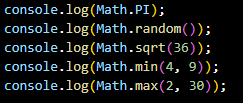 console.log(Math.PI);
console.log(Math.random());
console.log(Math.sqrt(36));
console.log(Math.min(4, 9));
console.log(Math.max(2, 30));